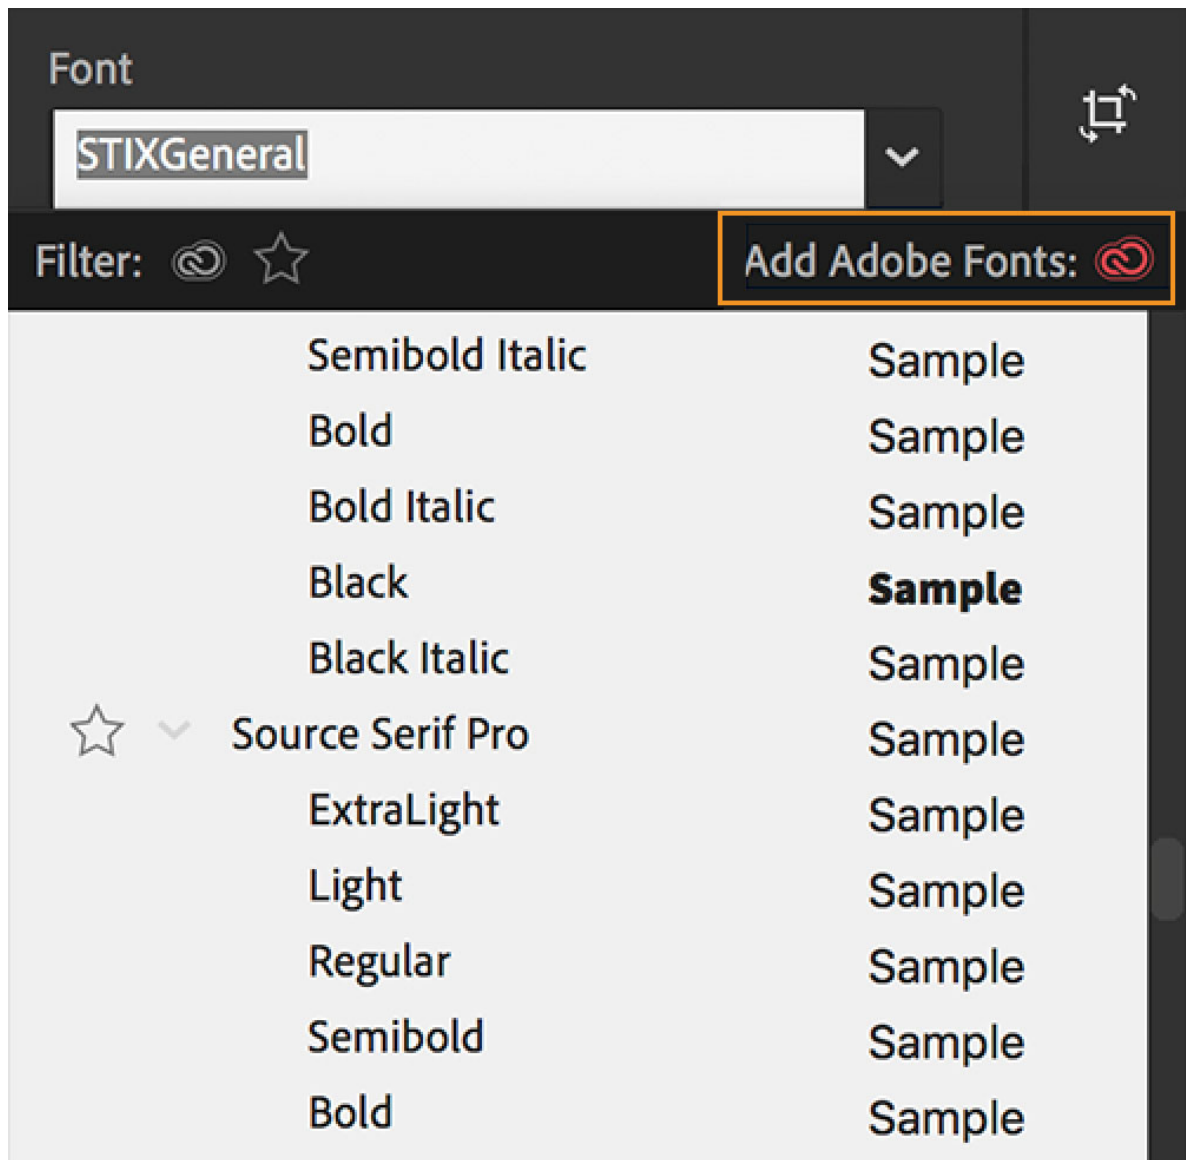 Font
STIXGeneral
Filter: Add Adobe Fonts:
Semibold Italic Sample
Bold Sample
Bold Italic Sample
Black Sample
Black Italic Sample
Source Serif Pro Sample
ExtraLight Sample
Light Sample
Regular Sample
Semibold Sample
Bold Sample